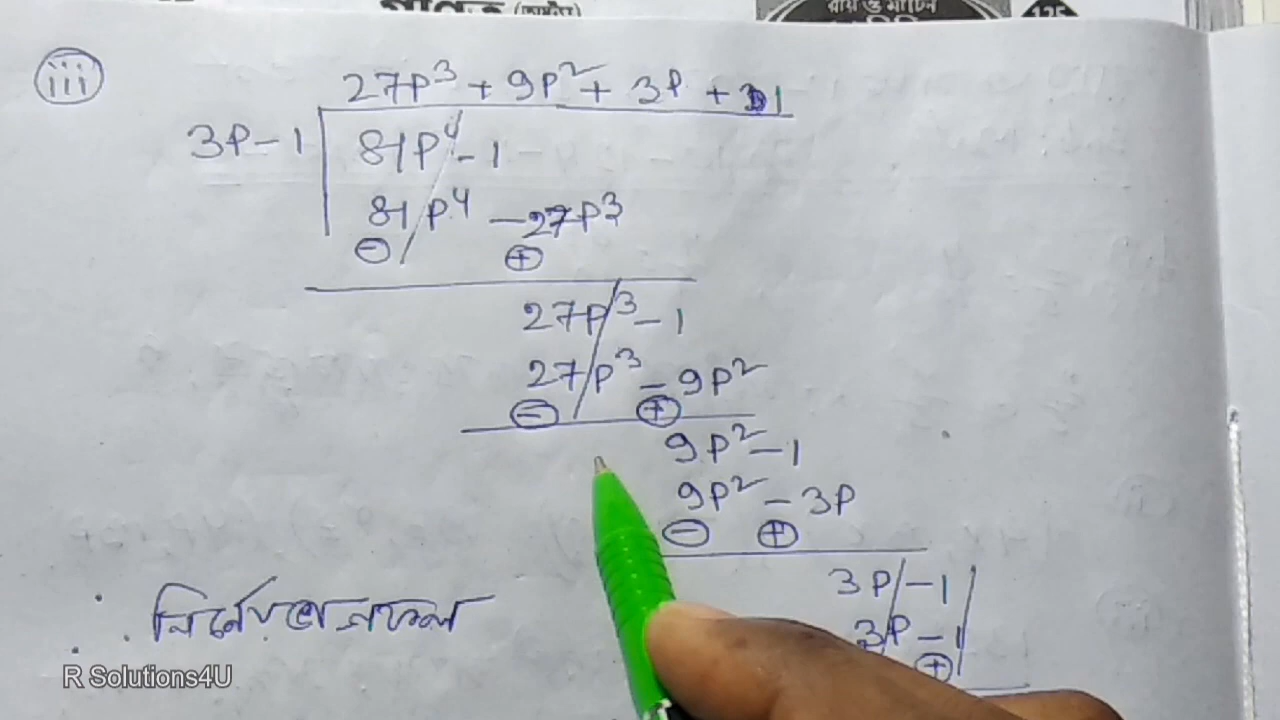 iii
27P³ + 9P² + 3P + 1
3P - 1
81P⁴ - 1
81P⁴ - 27P³
- +
27P³ - 1
27P³ - 9P²
- +
9P² - 1
9P² - 3P
- +
3P - 1
3P - 1
+
∴ নির্ণেয় ভাগফল
R Solutions4U
125